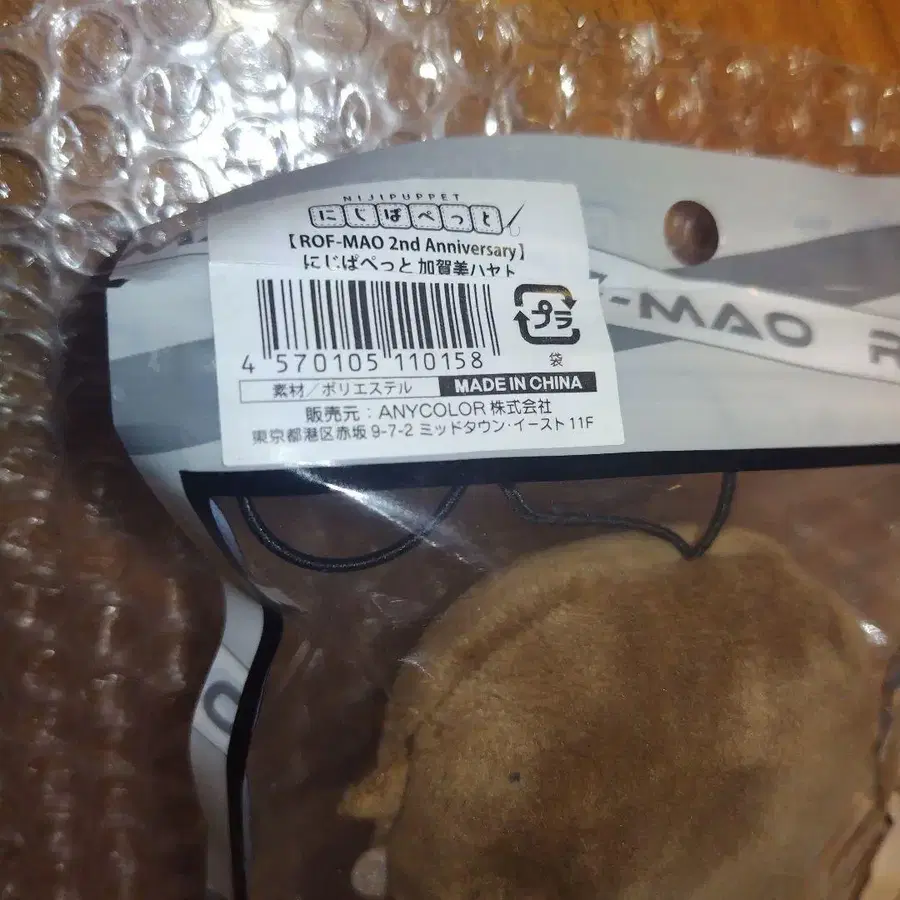 NIJIPUPPET
にじぱぺっと
【ROF-MAO 2nd Anniversary】
にじぱぺっと 加賀美ハヤト
プラ
袋
4 570105 110158
素材/ポリエステル MADE IN CHINA
販売元:ANYCOLOR 株式会社
東京都港区赤坂 9-7-2 ミッドタウン・イースト 11F
-MAO R
O